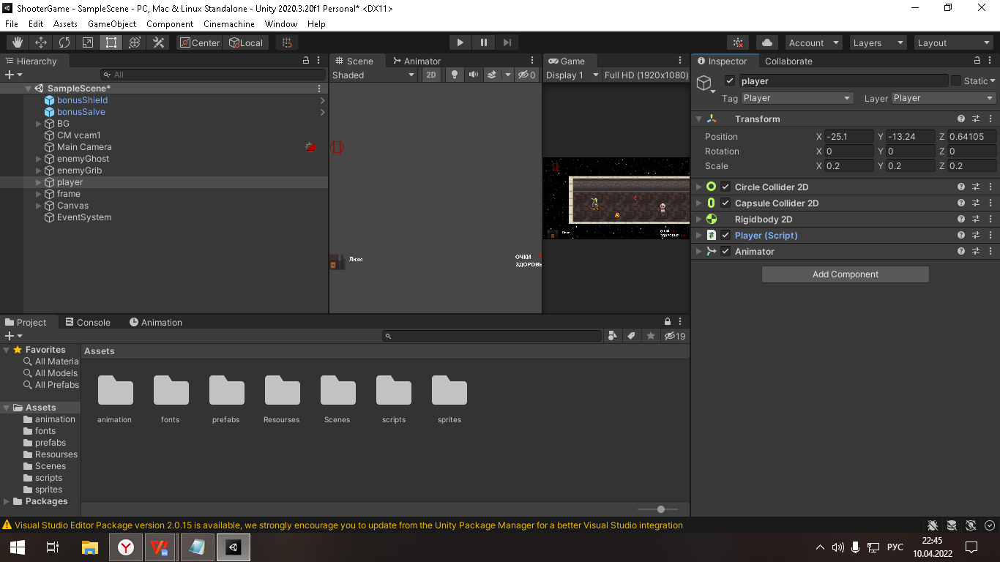 ShooterGame - SampleScene - PC, Mac & Linux Standalone - Unity 2020.3.20f1 Personal* <DX11>
File Edit Assets GameObject Component Cinemachine Window Help
Center Local Account Layers Layout
Hierarchy
All
SampleScene*
bonusShield
bonusSalve
BG
CM vcam1
Main Camera
enemyGhost
enemyGrib
player
frame
Canvas
EventSystem
Scene Animator
Shaded 2D 0
Лизи
ОЧКИ
ЗДОРОВЬ
Game
Display 1 Full HD (1920x1080)
Inspector Collaborate
player Static
Tag Player Layer Player
Transform
Position X -25.1 Y -13.24 Z 0.64105
Rotation X 0 Y 0 Z 0
Scale X 0.2 Y 0.2 Z 0.2
Circle Collider 2D
Capsule Collider 2D
Rigidbody 2D
Player (Script)
Animator
Add Component
Project Console Animation
19
Favorites
All Materia
All Models
All Prefabs
Assets
animation
fonts
prefabs
Resourses
Scenes
scripts
sprites
Packages
Assets
animation fonts prefabs Resourses Scenes scripts sprites
Visual Studio Editor Package version 2.0.15 is available, we strongly encourage you to update from the Unity Package Manager for a better Visual Studio integration
РУС
22:45
10.04.2022